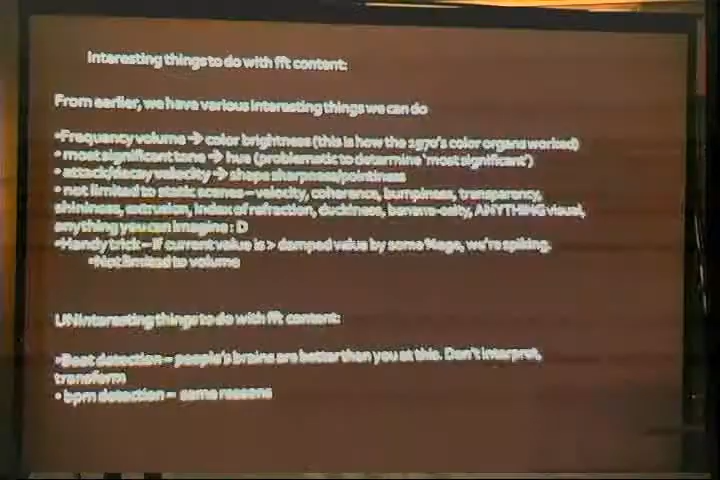 Interesting things to do with fft content:
From earlier, we have various interesting things we can do
•Frequency volume → color brightness (this is how the 1970's color organs worked)
• most significant tone → hue (problematic to determine 'most significant')
• attack/decay velocity → shape sharpness/pointiness
• not limited to static scenes – velocity, coherence, bumpiness, transparency,
shininess, extrusion, index of refraction, duckiness, banana-osity, ANYTHING visual,
anything you can imagine : D
•Handy trick – if current value is > damped value by some %age, we're spiking.
•Not limited to volume
UNinteresting things to do with fft content:
•Beat detection – people's brains are better than you at this. Don't interpret,
transform
• bpm detection – same reasons